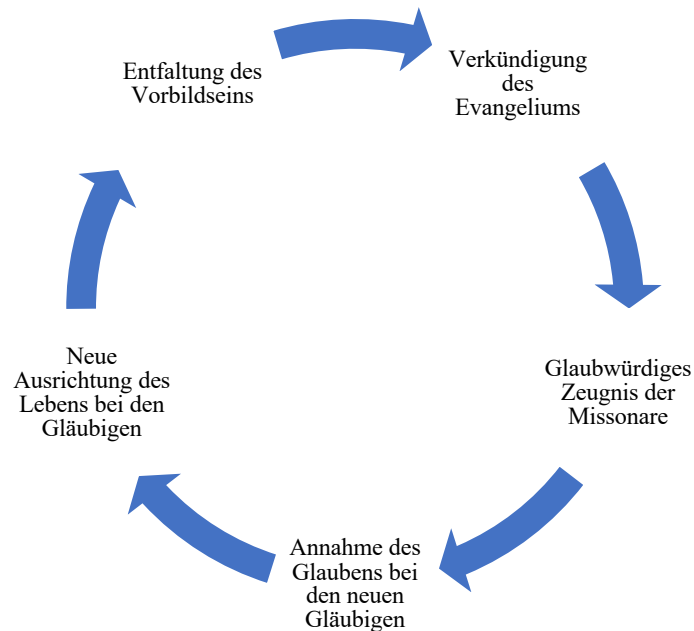 Entfaltung des
Vorbildseins
Verkündigung
des
Evangeliums
Glaubwürdiges
Zeugnis der
Missonare
Annahme des
Glaubens bei
den neuen
Gläubigen
Neue
Ausrichtung des
Lebens bei den
Gläubigen